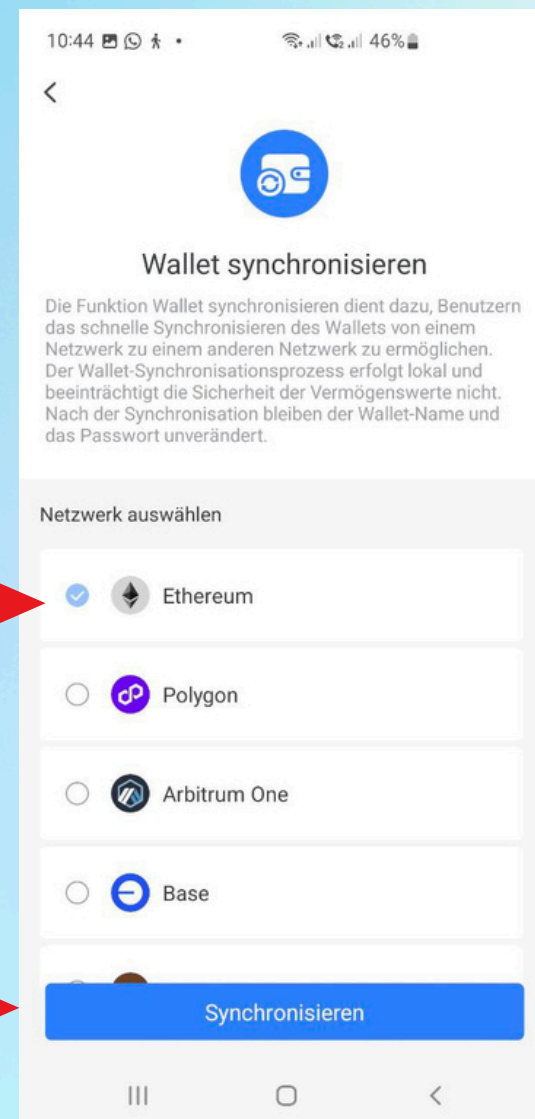 10:44
46%
Wallet synchronisieren
Die Funktion Wallet synchronisieren dient dazu, Benutzern
das schnelle Synchronisieren des Wallets von einem
Netzwerk zu einem anderen Netzwerk zu ermöglichen.
Der Wallet-Synchronisationsprozess erfolgt lokal und
beeinträchtigt die Sicherheit der Vermögenswerte nicht.
Nach der Synchronisation bleiben der Wallet-Name und
das Passwort unverändert.
Netzwerk auswählen
Ethereum
Polygon
Arbitrum One
Base
Synchronisieren